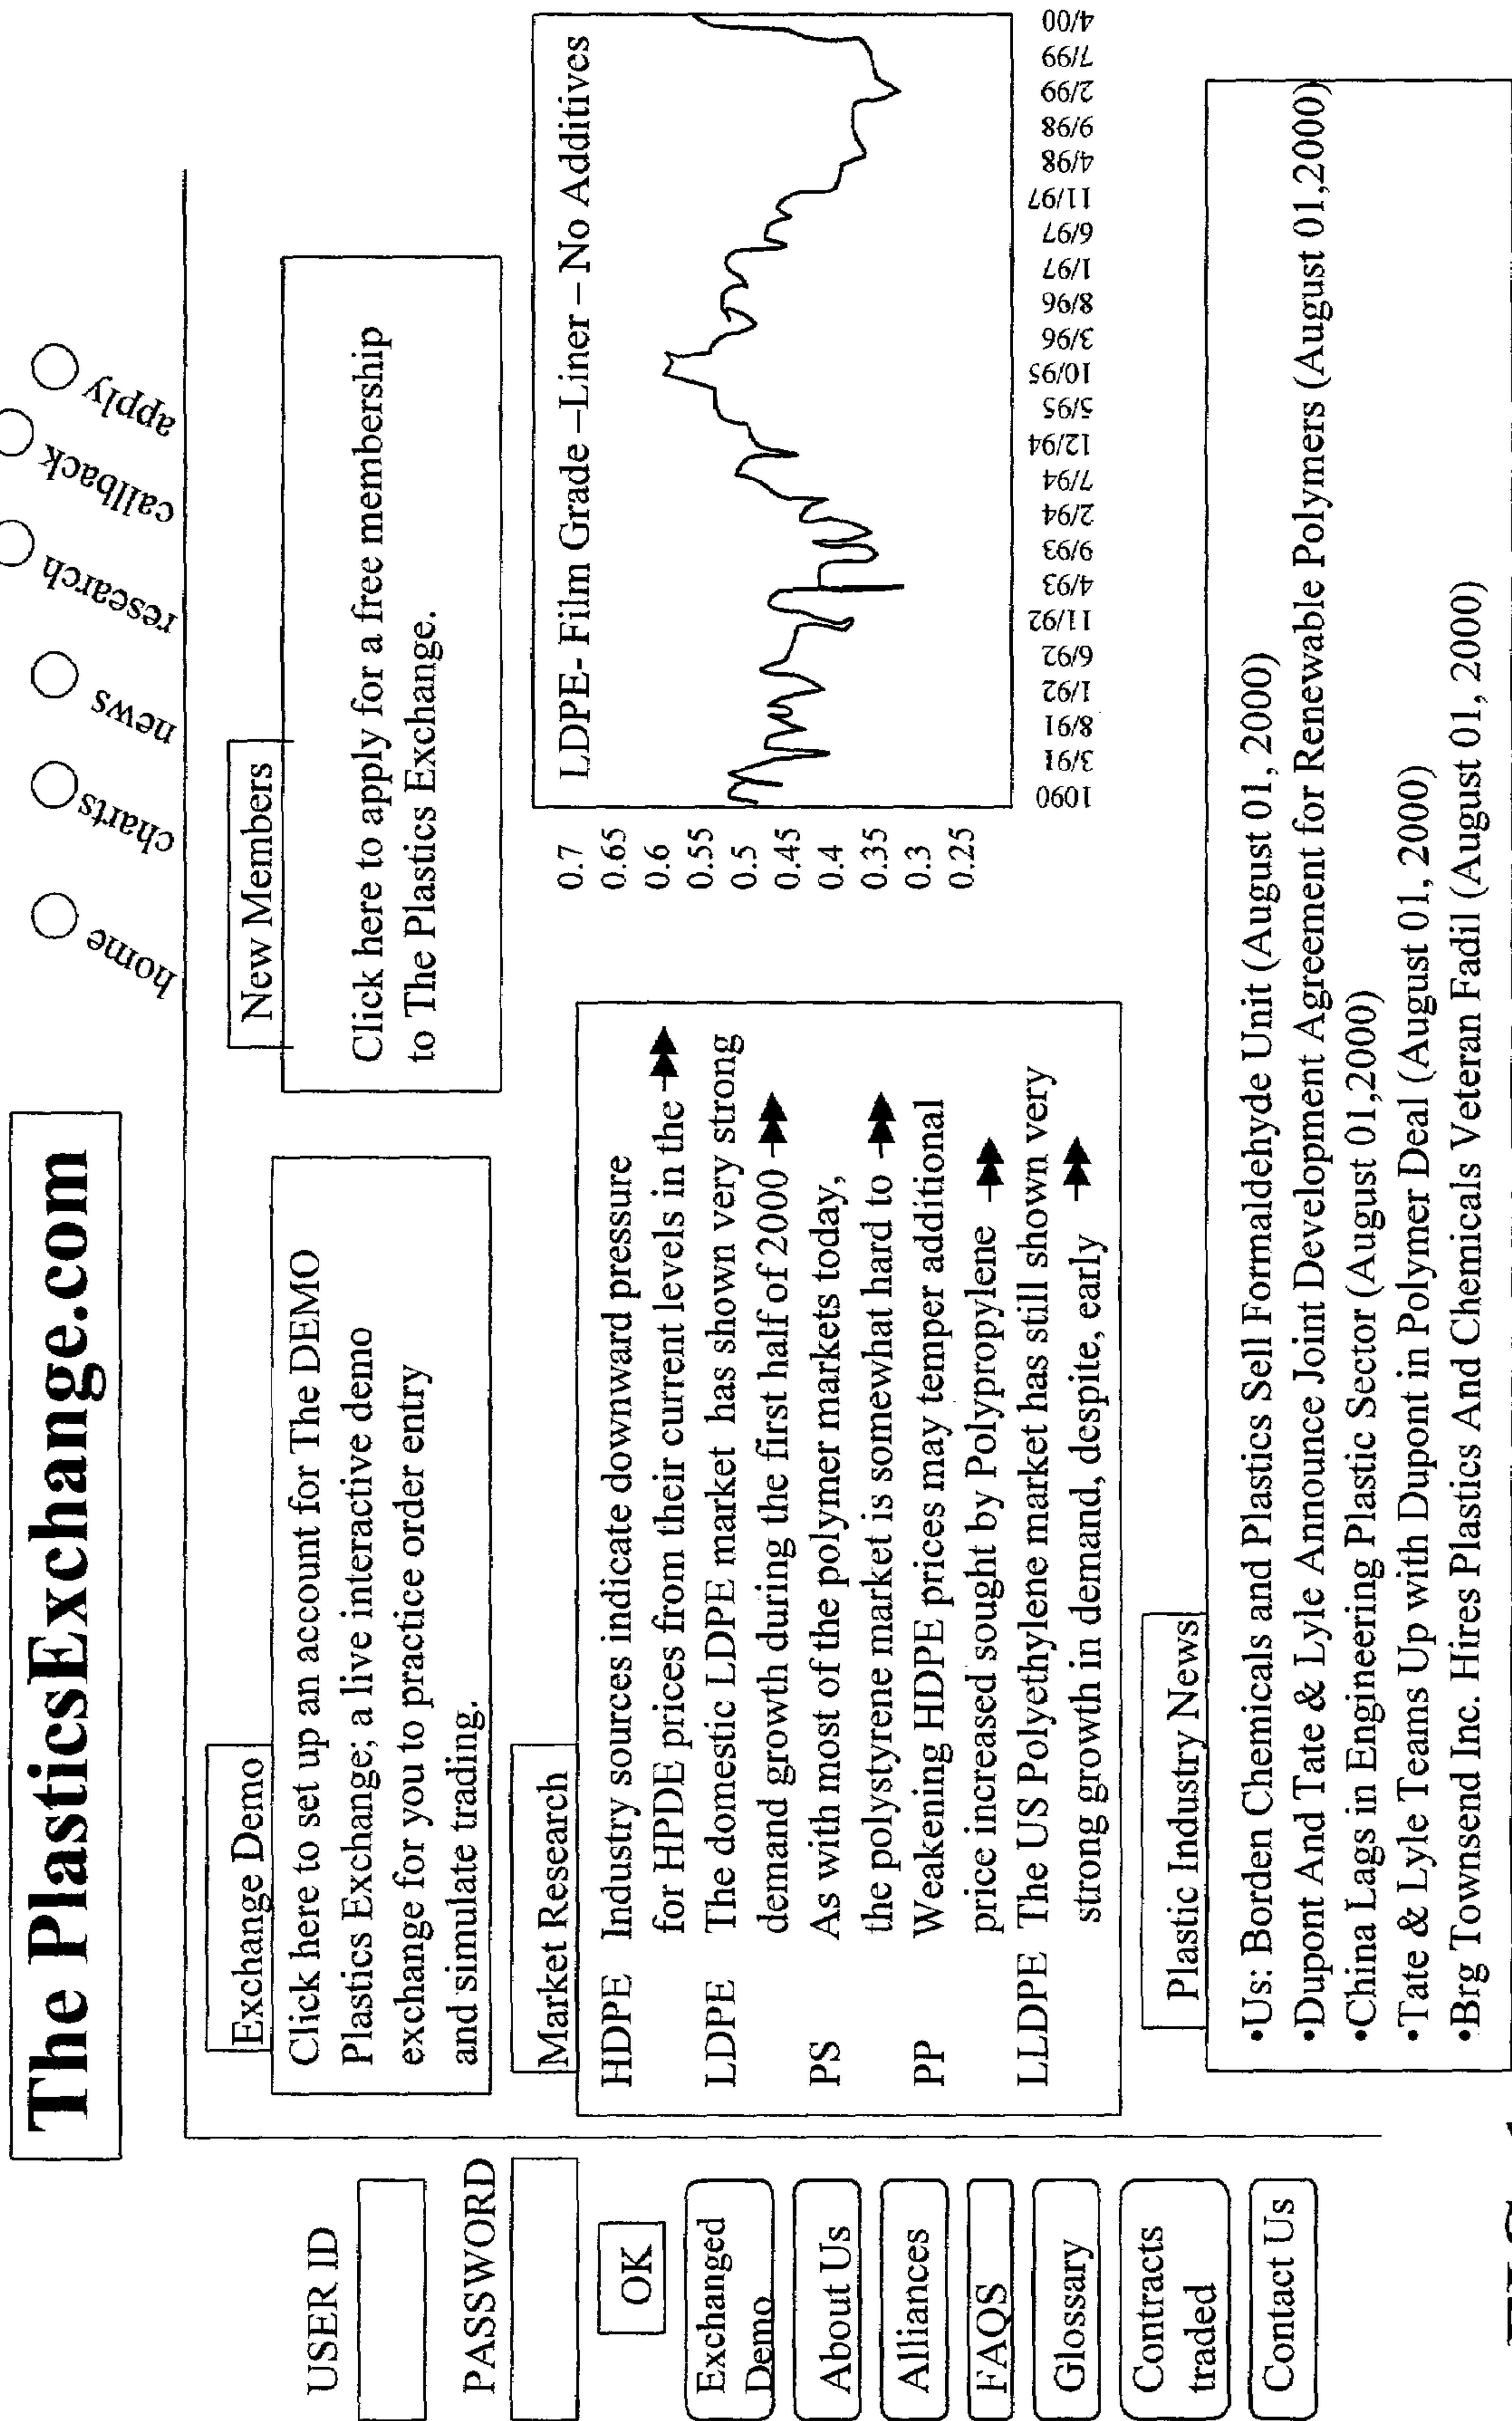 The PlasticsExchange.com
home
charts
news
research
callback
apply
USER ID
PASSWORD
OK
Exchanged
Demo
About Us
Alliances
FAQS
Glossary
Contracts
traded
Contact Us
Exchange Demo
Click here to set up an account for The DEMO
Plastics Exchange; a live interactive demo
exchange for you to practice order entry
and simulate trading.
New Members
Click here to apply for a free membership
to The Plastics Exchange.
Market Research
HDPE Industry sources indicate downward pressure
for HPDE prices from their current levels in the
LDPE The domestic LDPE market has shown very strong
demand growth during the first half of 2000
PS As with most of the polymer markets today,
the polystyrene market is somewhat hard to
PP Weakening HDPE prices may temper additional
price increased sought by Polypropylene
LLDPE The US Polyethylene market has still shown very
strong growth in demand, despite, early
LDPE- Film Grade –Liner – No Additives
0.7
0.65
0.6
0.55
0.5
0.45
0.4
0.35
0.3
0.25
1090
3/91
8/91
1/92
6/92
11/92
4/93
9/93
2/94
7/94
12/94
5/95
10/95
3/96
8/96
1/97
6/97
11/97
4/98
9/98
2/99
7/99
4/00
Plastic Industry News
•Us: Borden Chemicals and Plastics Sell Formaldehyde Unit (August 01, 2000)
•Dupont And Tate & Lyle Announce Joint Development Agreement for Renewable Polymers (August 01,2000)
•China Lags in Engineering Plastic Sector (August 01,2000)
•Tate & Lyle Teams Up with Dupont in Polymer Deal (August 01, 2000)
•Brg Townsend Inc. Hires Plastics And Chemicals Veteran Fadil (August 01, 2000)